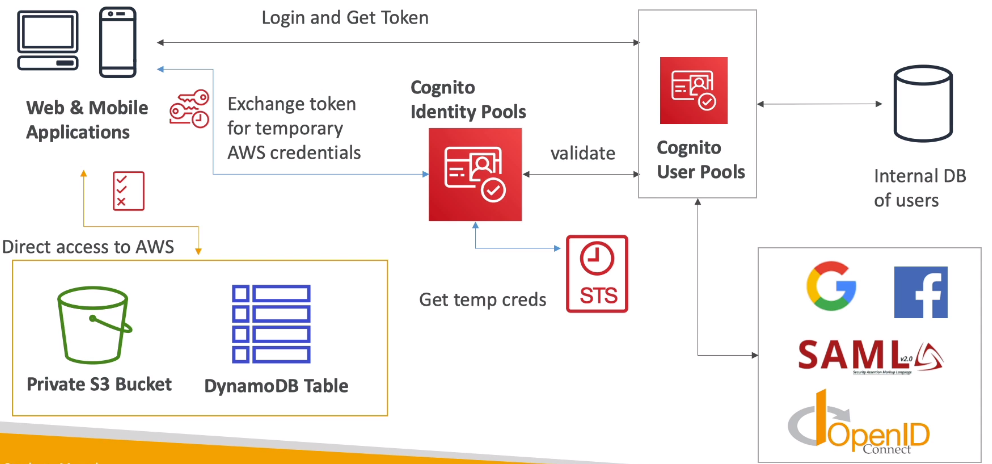 Login and Get Token
Web & Mobile
Applications
Exchange token
for temporary
AWS credentials
Cognito
Identity Pools
validate
Cognito
User Pools
Internal DB
of users
Direct access to AWS
Get temp creds
STS
Private S3 Bucket
DynamoDB Table
G
f
SAML v2.0
Security Assertion Markup Language
OpenID
Connect